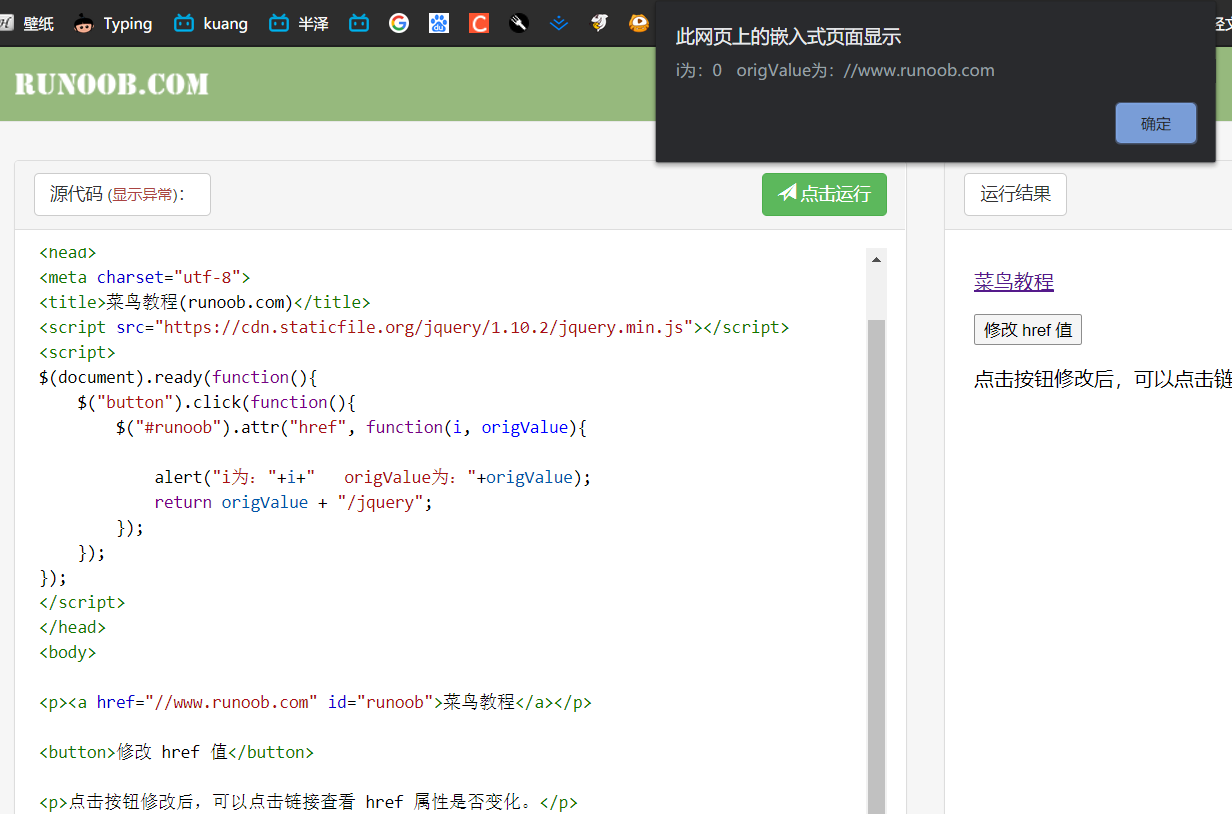 壁纸 Typing kuang 半泽
此网页上的嵌入式页面显示
i为：0 origValue为：//www.runoob.com
确定
RUNOOB.COM
源代码 (显示异常)：
点击运行
<head>
<meta charset="utf-8">
<title>菜鸟教程(runoob.com)</title>
<script src="https://cdn.staticfile.org/jquery/1.10.2/jquery.min.js"></script>
<script>
$(document).ready(function(){
$("button").click(function(){
$("#runoob").attr("href", function(i, origValue){
alert("i为："+i+"   origValue为："+origValue);
return origValue + "/jquery";
});
});
});
</script>
</head>
<body>
<p><a href="//www.runoob.com" id="runoob">菜鸟教程</a></p>
<button>修改 href 值</button>
<p>点击按钮修改后，可以点击链接查看 href 属性是否变化。</p>
运行结果
菜鸟教程
修改 href 值
点击按钮修改后，可以点击链